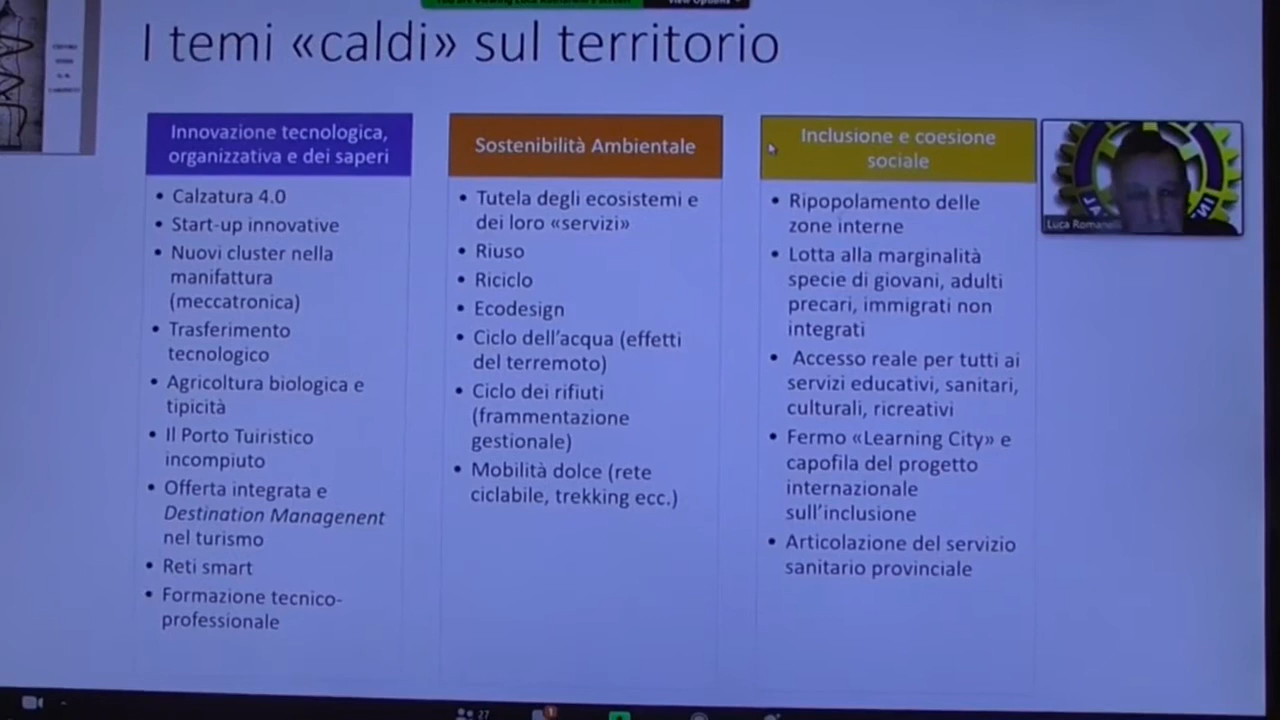 I temi «caldi» sul territorio
Innovazione tecnologica,
organizzativa e dei saperi
• Calzatura 4.0
• Start-up innovative
• Nuovi cluster nella
manifattura
(meccatronica)
• Trasferimento
tecnologico
• Agricoltura biologica e
tipicità
• Il Porto Tuiristico
incompiuto
• Offerta integrata e
Destination Managenent
nel turismo
• Reti smart
• Formazione tecnico-
professionale
Sostenibilità Ambientale
• Tutela degli ecosistemi e
dei loro «servizi»
• Riuso
• Riciclo
• Ecodesign
• Ciclo dell'acqua (effetti
del terremoto)
• Ciclo dei rifiuti
(frammentazione
gestionale)
• Mobilità dolce (rete
ciclabile, trekking ecc.)
Inclusione e coesione
sociale
• Ripopolamento delle
zone interne
• Lotta alla marginalità
specie di giovani, adulti
precari, immigrati non
integrati
• Accesso reale per tutti ai
servizi educativi, sanitari,
culturali, ricreativi
• Fermo «Learning City» e
capofila del progetto
internazionale
sull'inclusione
• Articolazione del servizio
sanitario provinciale
Luca
27
1